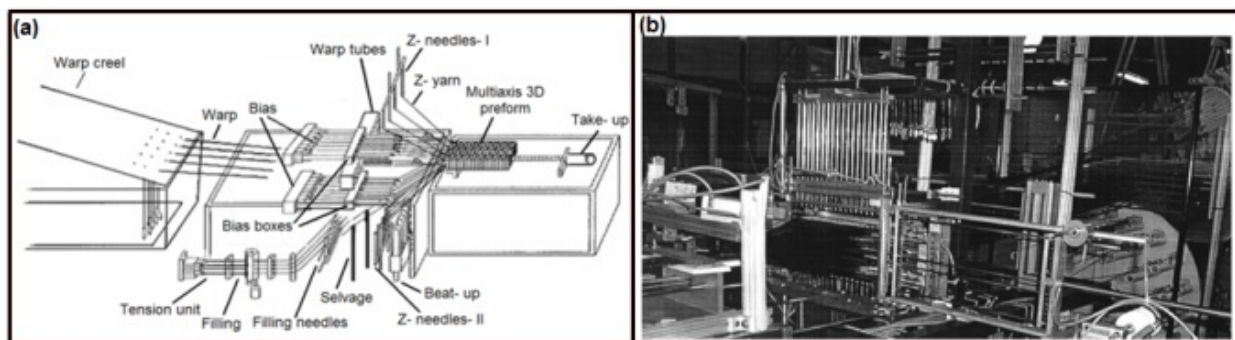 (a)
Warp creel
Warp
Bias
Warp tubes
Z- needles- I
Z- yarn
Multiaxis 3D
preform
Take- up
Bias
Bias boxes
Tension unit
Filling
Filling needles
Selvage
Beat- up
Z- needles- II
(b)